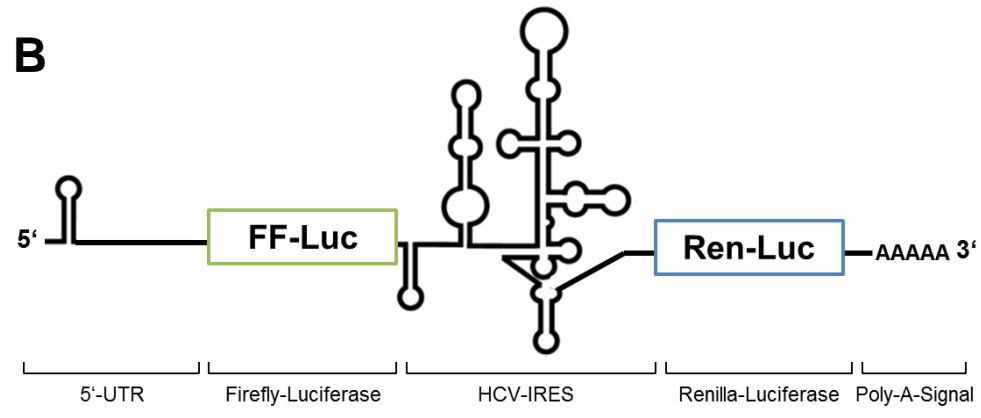 B
5‘ FF-Luc Ren-Luc AAAAA 3‘
5‘-UTR Firefly-Luciferase HCV-IRES Renilla-Luciferase Poly-A-Signal